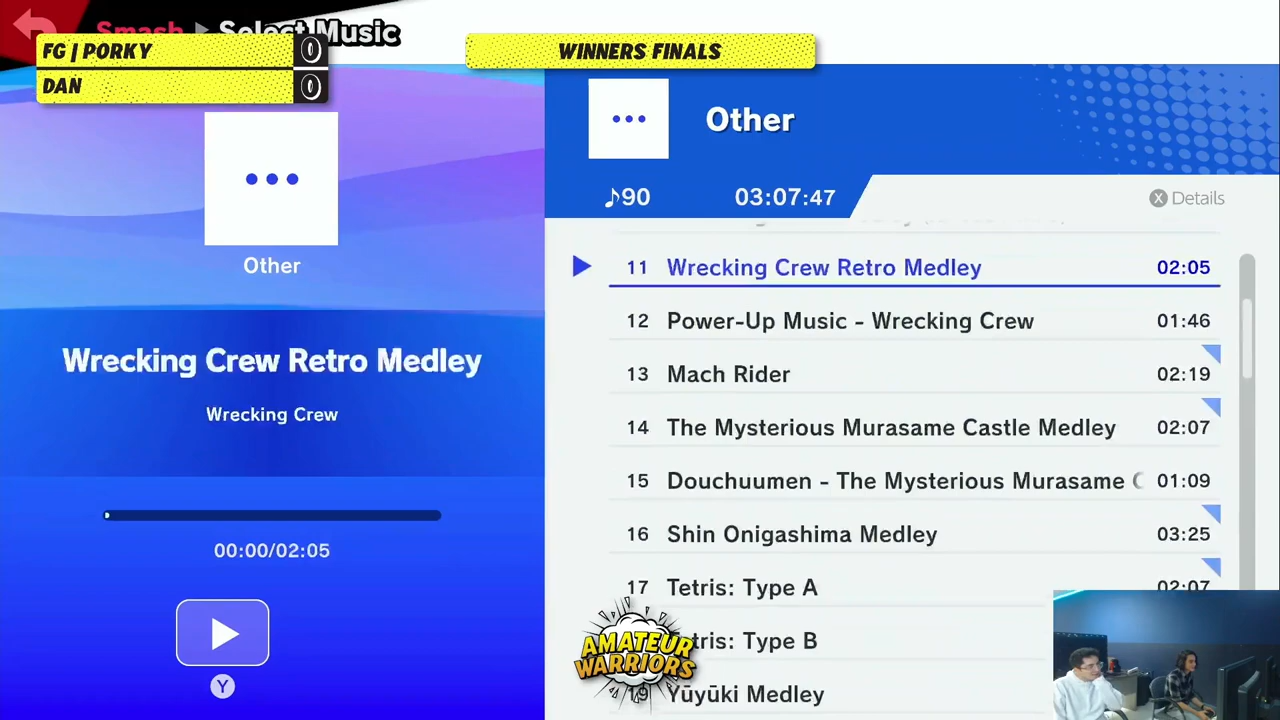 Smash ▶ Select Music
FG | PORKY 0
DAN 0
WINNERS FINALS
Other
Wrecking Crew Retro Medley
Wrecking Crew
00:00/02:05
Y
Other
♪90 03:07:47
X Details
11 Wrecking Crew Retro Medley 02:05
12 Power-Up Music - Wrecking Crew 01:46
13 Mach Rider 02:19
14 The Mysterious Murasame Castle Medley 02:07
15 Douchuumen - The Mysterious Murasame 01:09
16 Shin Onigashima Medley 03:25
17 Tetris: Type A 02:07
tris: Type B
19 Yūyūki Medley
AMATEUR
WARRIORS